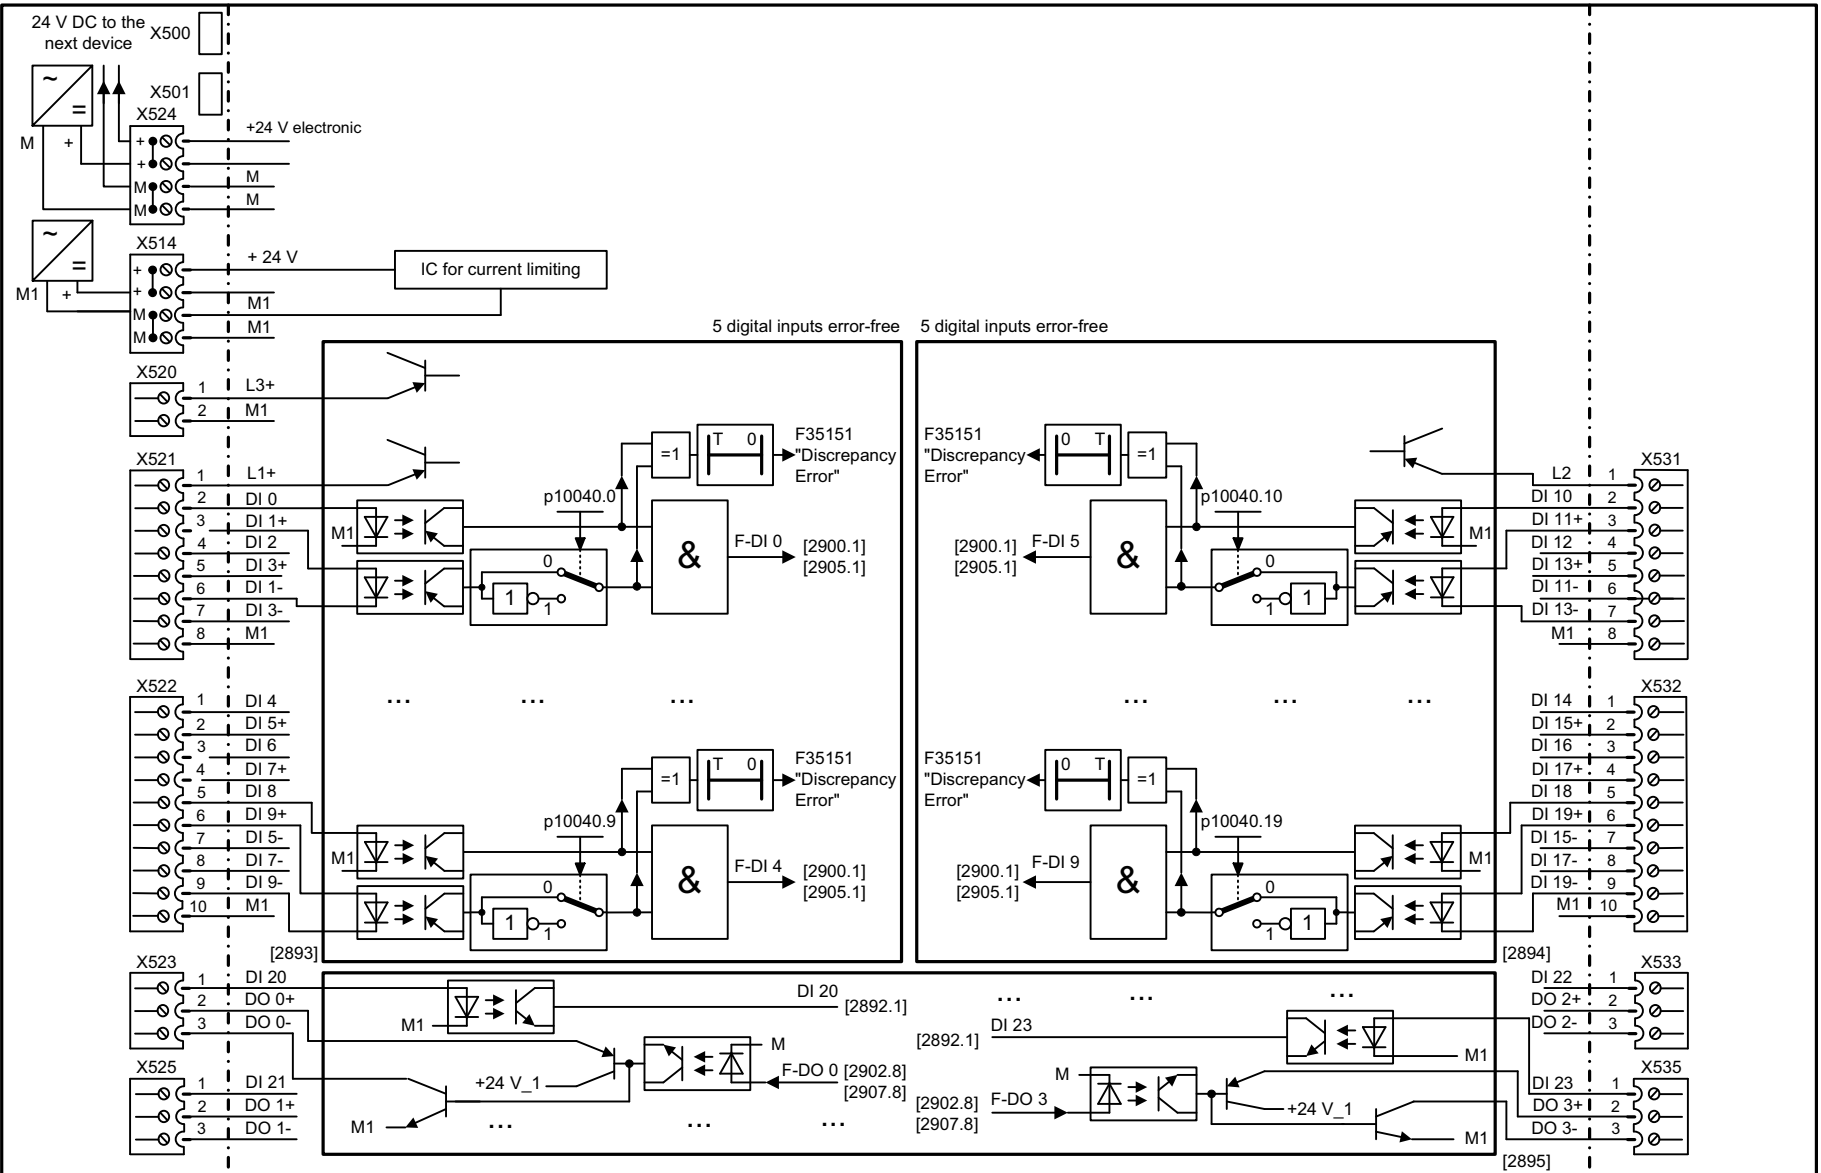 24 V DC to the
next device
X500
X501
~
=
M
+
X524
+
+
M
M
+24 V electronic
M
M
~
=
M1
+
X514
+
+
M
M
+ 24 V
M1
M1
IC for current limiting
5 digital inputs error-free
5 digital inputs error-free
X520
1 L3+
2 M1
X521
1 L1+
2 DI 0
3 DI 1+
4 DI 2
5 DI 3+
6 DI 1-
7 DI 3-
8 M1
M1
p10040.0
0
1
1
=1
T 0
F35151
"Discrepancy
Error"
&
F-DI 0
[2900.1]
[2905.1]
F35151
"Discrepancy
Error"
0 T
=1
p10040.10
&
F-DI 5
[2900.1]
[2905.1]
0
1
1
M1
X531
L2 1
DI 10 2
DI 11+ 3
DI 12 4
DI 13+ 5
DI 11- 6
DI 13- 7
M1 8
... ... ...
... ... ...
X522
1 DI 4
2 DI 5+
3 DI 6
4 DI 7+
5 DI 8
6 DI 9+
7 DI 5-
8 DI 7-
9 DI 9-
10 M1
M1
p10040.9
0
1
1
=1
T 0
F35151
"Discrepancy
Error"
&
F-DI 4
[2900.1]
[2905.1]
[2893]
F35151
"Discrepancy
Error"
0 T
=1
p10040.19
&
F-DI 9
[2900.1]
[2905.1]
0
1
1
M1
[2894]
X532
DI 14 1
DI 15+ 2
DI 16 3
DI 17+ 4
DI 18 5
DI 19+ 6
DI 15- 7
DI 17- 8
DI 19- 9
M1 10
X523
1 DI 20
2 DO 0+
3 DO 0-
X525
1 DI 21
2 DO 1+
3 DO 1-
M1
DI 20
[2892.1]
M
F-DO 0 [2902.8]
[2907.8]
+24 V_1
M1
... ... ...
... ... ...
DI 23
[2892.1]
M1
M
F-DO 3
[2902.8]
[2907.8]
+24 V_1
M1
[2895]
X533
DI 22 1
DO 2+ 2
DO 2- 3
X535
DI 23 1
DO 3+ 2
DO 3- 3